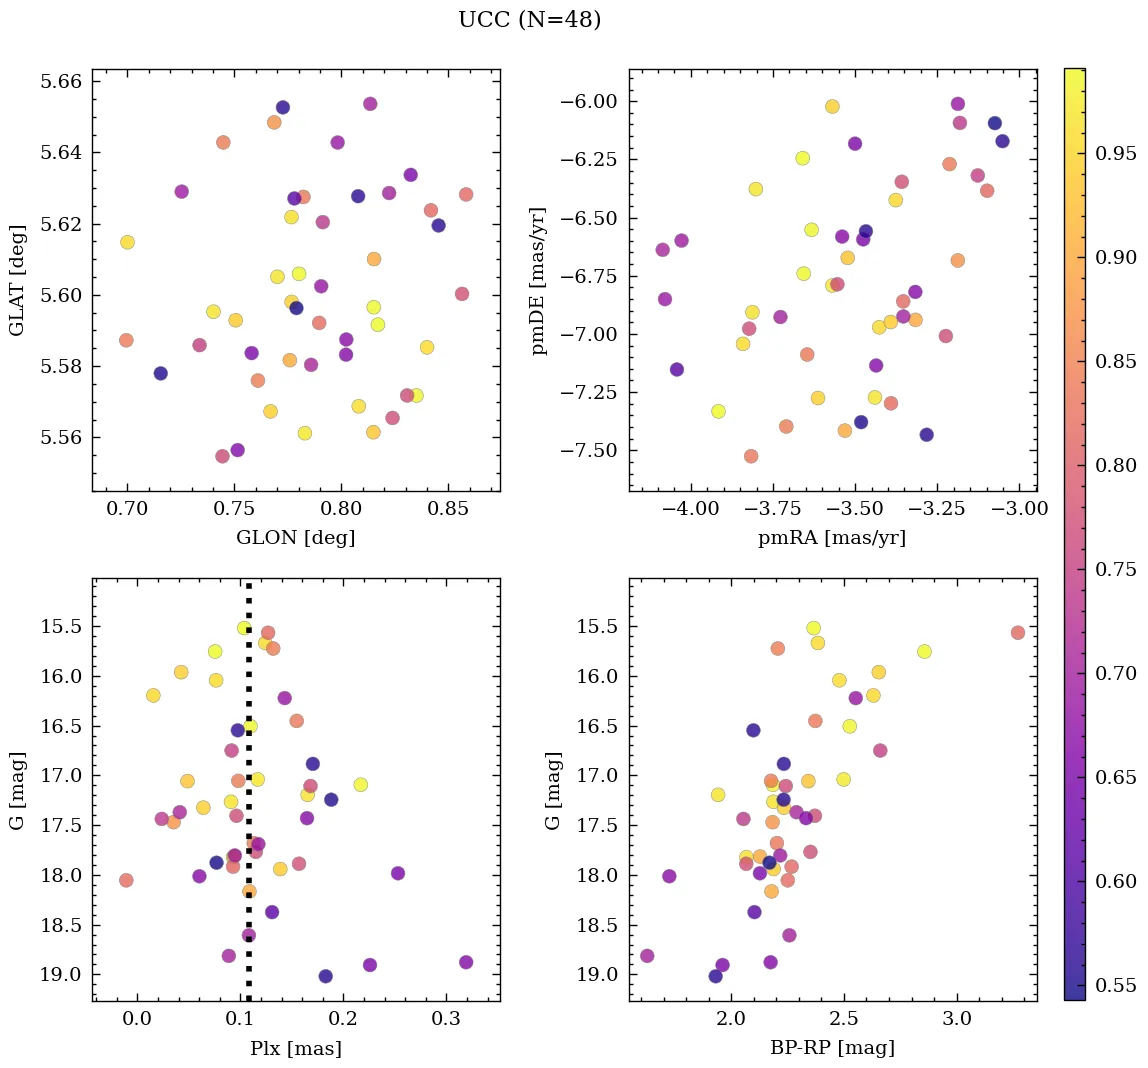 UCC (N=48)
5.66
5.64
5.62
5.60
5.58
5.56
GLAT [deg]
0.70 0.75 0.80 0.85
GLON [deg]
−6.00
−6.25
−6.50
−6.75
−7.00
−7.25
−7.50
pmDE [mas/yr]
−4.00 −3.75 −3.50 −3.25 −3.00
pmRA [mas/yr]
15.5
16.0
16.5
17.0
17.5
18.0
18.5
19.0
G [mag]
0.0 0.1 0.2 0.3
Plx [mas]
15.5
16.0
16.5
17.0
17.5
18.0
18.5
19.0
G [mag]
2.0 2.5 3.0
BP-RP [mag]
0.95
0.90
0.85
0.80
0.75
0.70
0.65
0.60
0.55